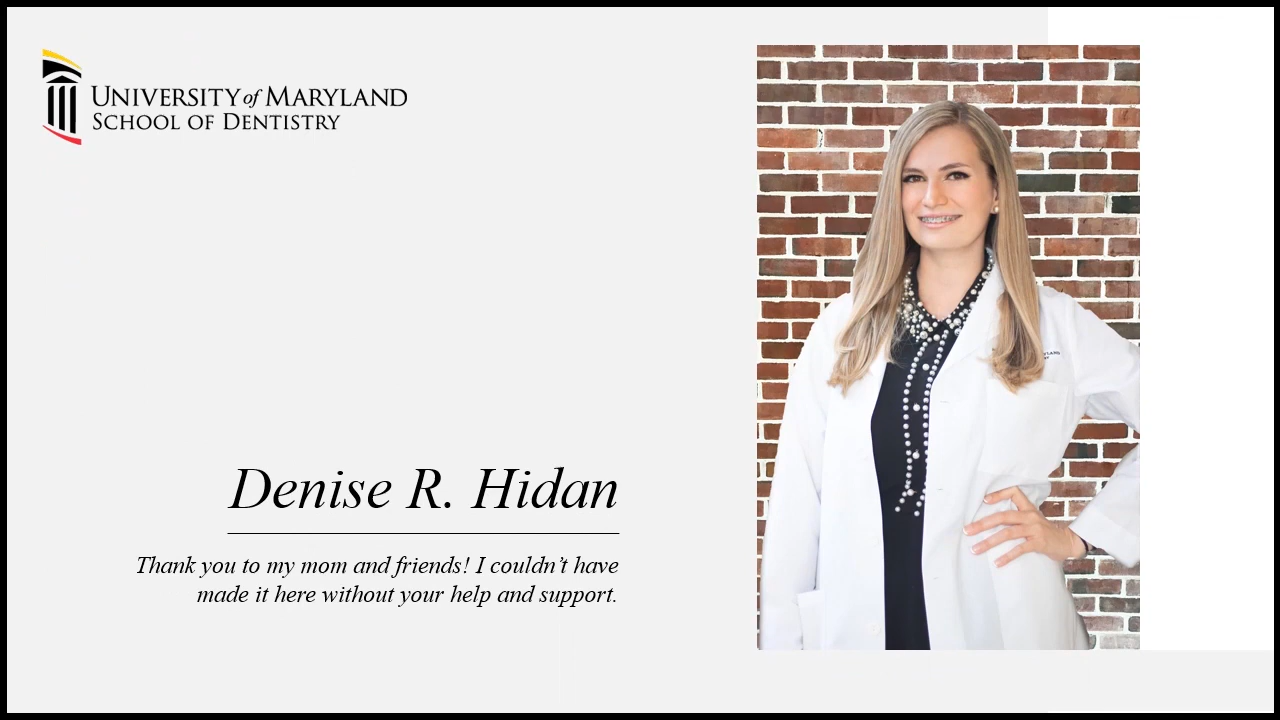 UNIVERSITY of MARYLAND
SCHOOL OF DENTISTRY
Denise R. Hidan
Thank you to my mom and friends! I couldn’t have
made it here without your help and support.